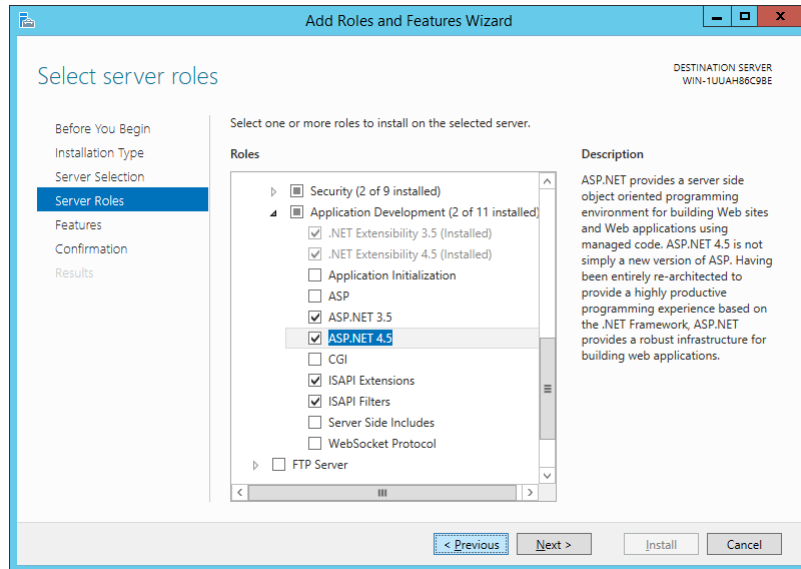 Add Roles and Features Wizard
Select server roles
DESTINATION SERVER
WIN-1UUAH86C9BE
Before You Begin
Installation Type
Server Selection
Server Roles
Features
Confirmation
Results
Select one or more roles to install on the selected server.
Roles
Security (2 of 9 installed)
Application Development (2 of 11 installed)
.NET Extensibility 3.5 (Installed)
.NET Extensibility 4.5 (Installed)
Application Initialization
ASP
ASP.NET 3.5
ASP.NET 4.5
CGI
ISAPI Extensions
ISAPI Filters
Server Side Includes
WebSocket Protocol
FTP Server
Description
ASP.NET provides a server side
object oriented programming
environment for building Web sites
and Web applications using
managed code. ASP.NET 4.5 is not
simply a new version of ASP. Having
been entirely re-architected to
provide a highly productive
programming experience based on
the .NET Framework, ASP.NET
provides a robust infrastructure for
building web applications.
< Previous
Next >
Install
Cancel